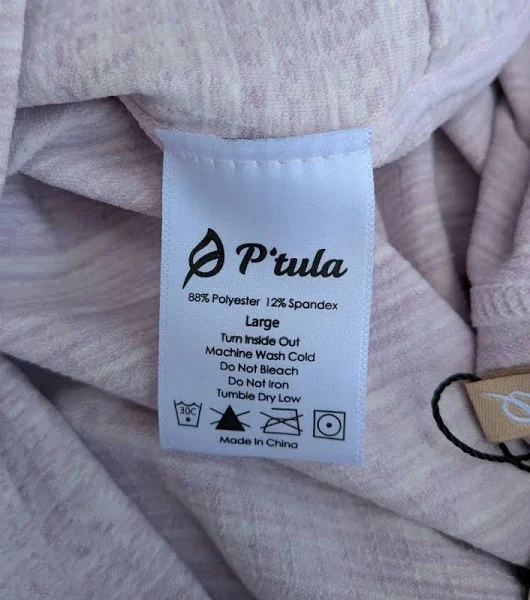 P'tula
88% Polyester 12% Spandex
Large
Turn Inside Out
Machine Wash Cold
Do Not Bleach
Do Not Iron
Tumble Dry Low
30C
Made In China